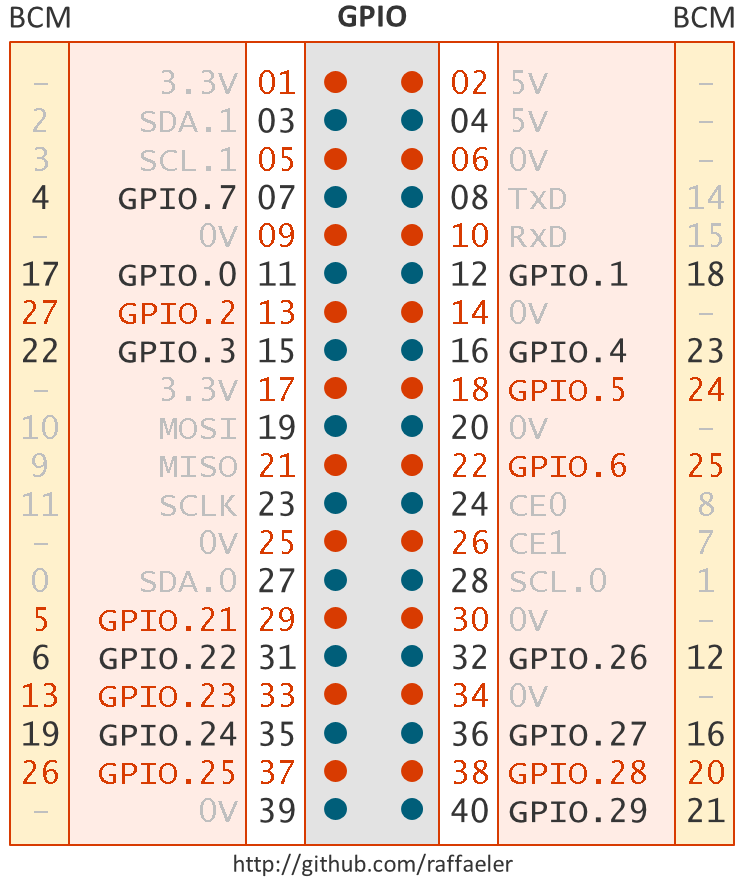 BCM GPIO BCM
– 3.3V 01 02 5V –
2 SDA.1 03 04 5V –
3 SCL.1 05 06 0V –
4 GPIO.7 07 08 TxD 14
– 0V 09 10 RxD 15
17 GPIO.0 11 12 GPIO.1 18
27 GPIO.2 13 14 0V –
22 GPIO.3 15 16 GPIO.4 23
– 3.3V 17 18 GPIO.5 24
10 MOSI 19 20 0V –
9 MISO 21 22 GPIO.6 25
11 SCLK 23 24 CE0 8
– 0V 25 26 CE1 7
0 SDA.0 27 28 SCL.0 1
5 GPIO.21 29 30 0V –
6 GPIO.22 31 32 GPIO.26 12
13 GPIO.23 33 34 0V –
19 GPIO.24 35 36 GPIO.27 16
26 GPIO.25 37 38 GPIO.28 20
– 0V 39 40 GPIO.29 21
http://github.com/raffaeler